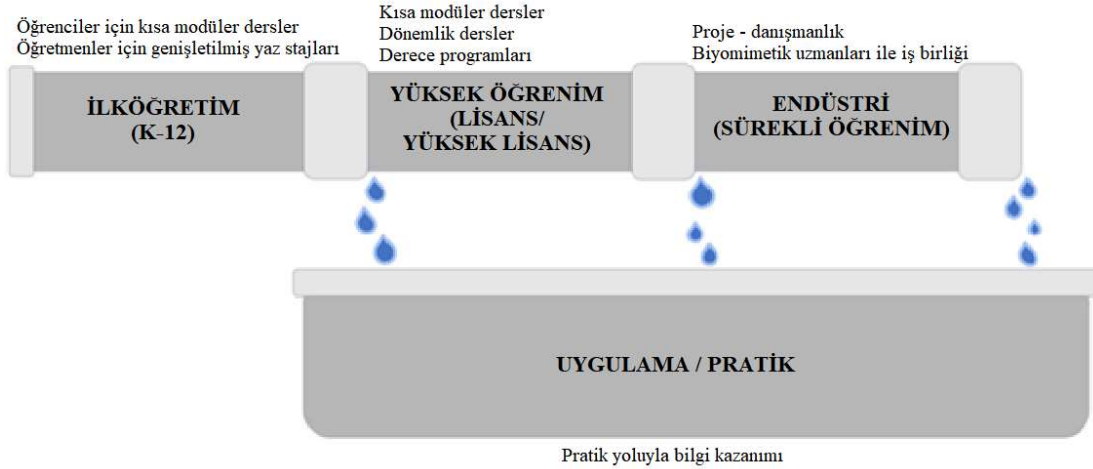 Öğrenciler için kısa modüler dersler
Öğretmenler için genişletilmiş yaz stajları
Kısa modüler dersler
Dönemlik dersler
Derece programları
Proje - danışmanlık
Biyomimetik uzmanları ile iş birliği
İLKÖĞRETİM
(K-12)
YÜKSEK ÖĞRENİM
(LİSANS/
YÜKSEK LİSANS)
ENDÜSTRİ
(SÜREKLİ ÖĞRENİM)
UYGULAMA / PRATİK
Pratik yoluyla bilgi kazanımı